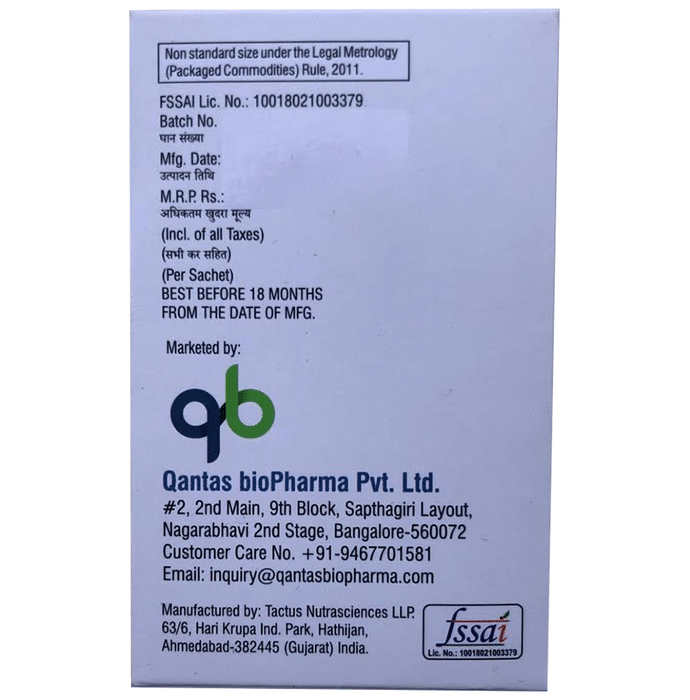 Non standard size under the Legal Metrology
(Packaged Commodities) Rule, 2011.
FSSAI Lic. No.: 10018021003379
Batch No.
घान संख्या
Mfg. Date:
उत्पादन तिथि
M.R.P. Rs.:
अधिकतम खुदरा मूल्य
(Incl. of all Taxes)
(सभी कर सहित)
(Per Sachet)
BEST BEFORE 18 MONTHS
FROM THE DATE OF MFG.
Marketed by:
qb
Qantas bioPharma Pvt. Ltd.
#2, 2nd Main, 9th Block, Sapthagiri Layout,
Nagarabhavi 2nd Stage, Bangalore-560072
Customer Care No. +91-9467701581
Email: inquiry@qantasbiopharma.com
Manufactured by: Tactus Nutrasciences LLP.
63/6, Hari Krupa Ind. Park, Hathijan,
Ahmedabad-382445 (Gujarat) India.
fssai
Lic. No.: 10018021003379